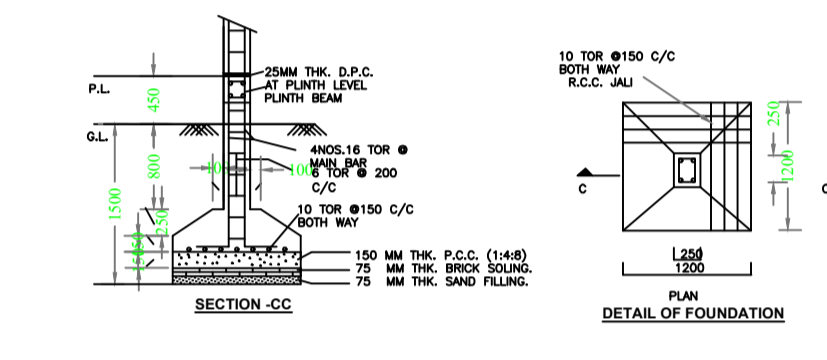 25MM THK. D.P.C.
AT PLINTH LEVEL
PLINTH BEAM
P.L.
450
G.L.
4NOS.16 TOR @
MAIN BAR
6 TOR @ 200
C/C
100
800
1500
250
10 TOR @150 C/C
BOTH WAY
150 MM THK. P.C.C. (1:4:8)
75 MM THK. BRICK SOLING.
75 MM THK. SAND FILLING.
SECTION -CC
10 TOR @150 C/C
BOTH WAY
R.C.C. JALI
250
1200
C
250
1200
PLAN
DETAIL OF FOUNDATION